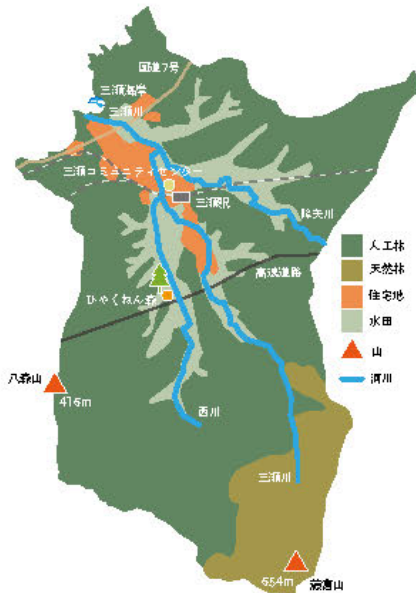 国道7号
三瀬海岸
三瀬川
三瀬コミュニティセンター
三瀬駅
降矢川
高速道路
ひゃくねん森
八森山
416m
西川
三瀬川
654m
藤倉山
人工林
天然林
住宅地
水田
山
河川